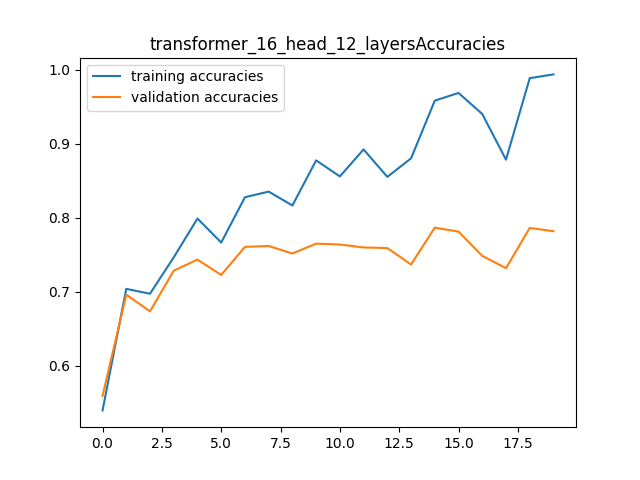 transformer_16_head_12_layersAccuracies
training accuracies
validation accuracies
1.0
0.9
0.8
0.7
0.6
0.0 2.5 5.0 7.5 10.0 12.5 15.0 17.5